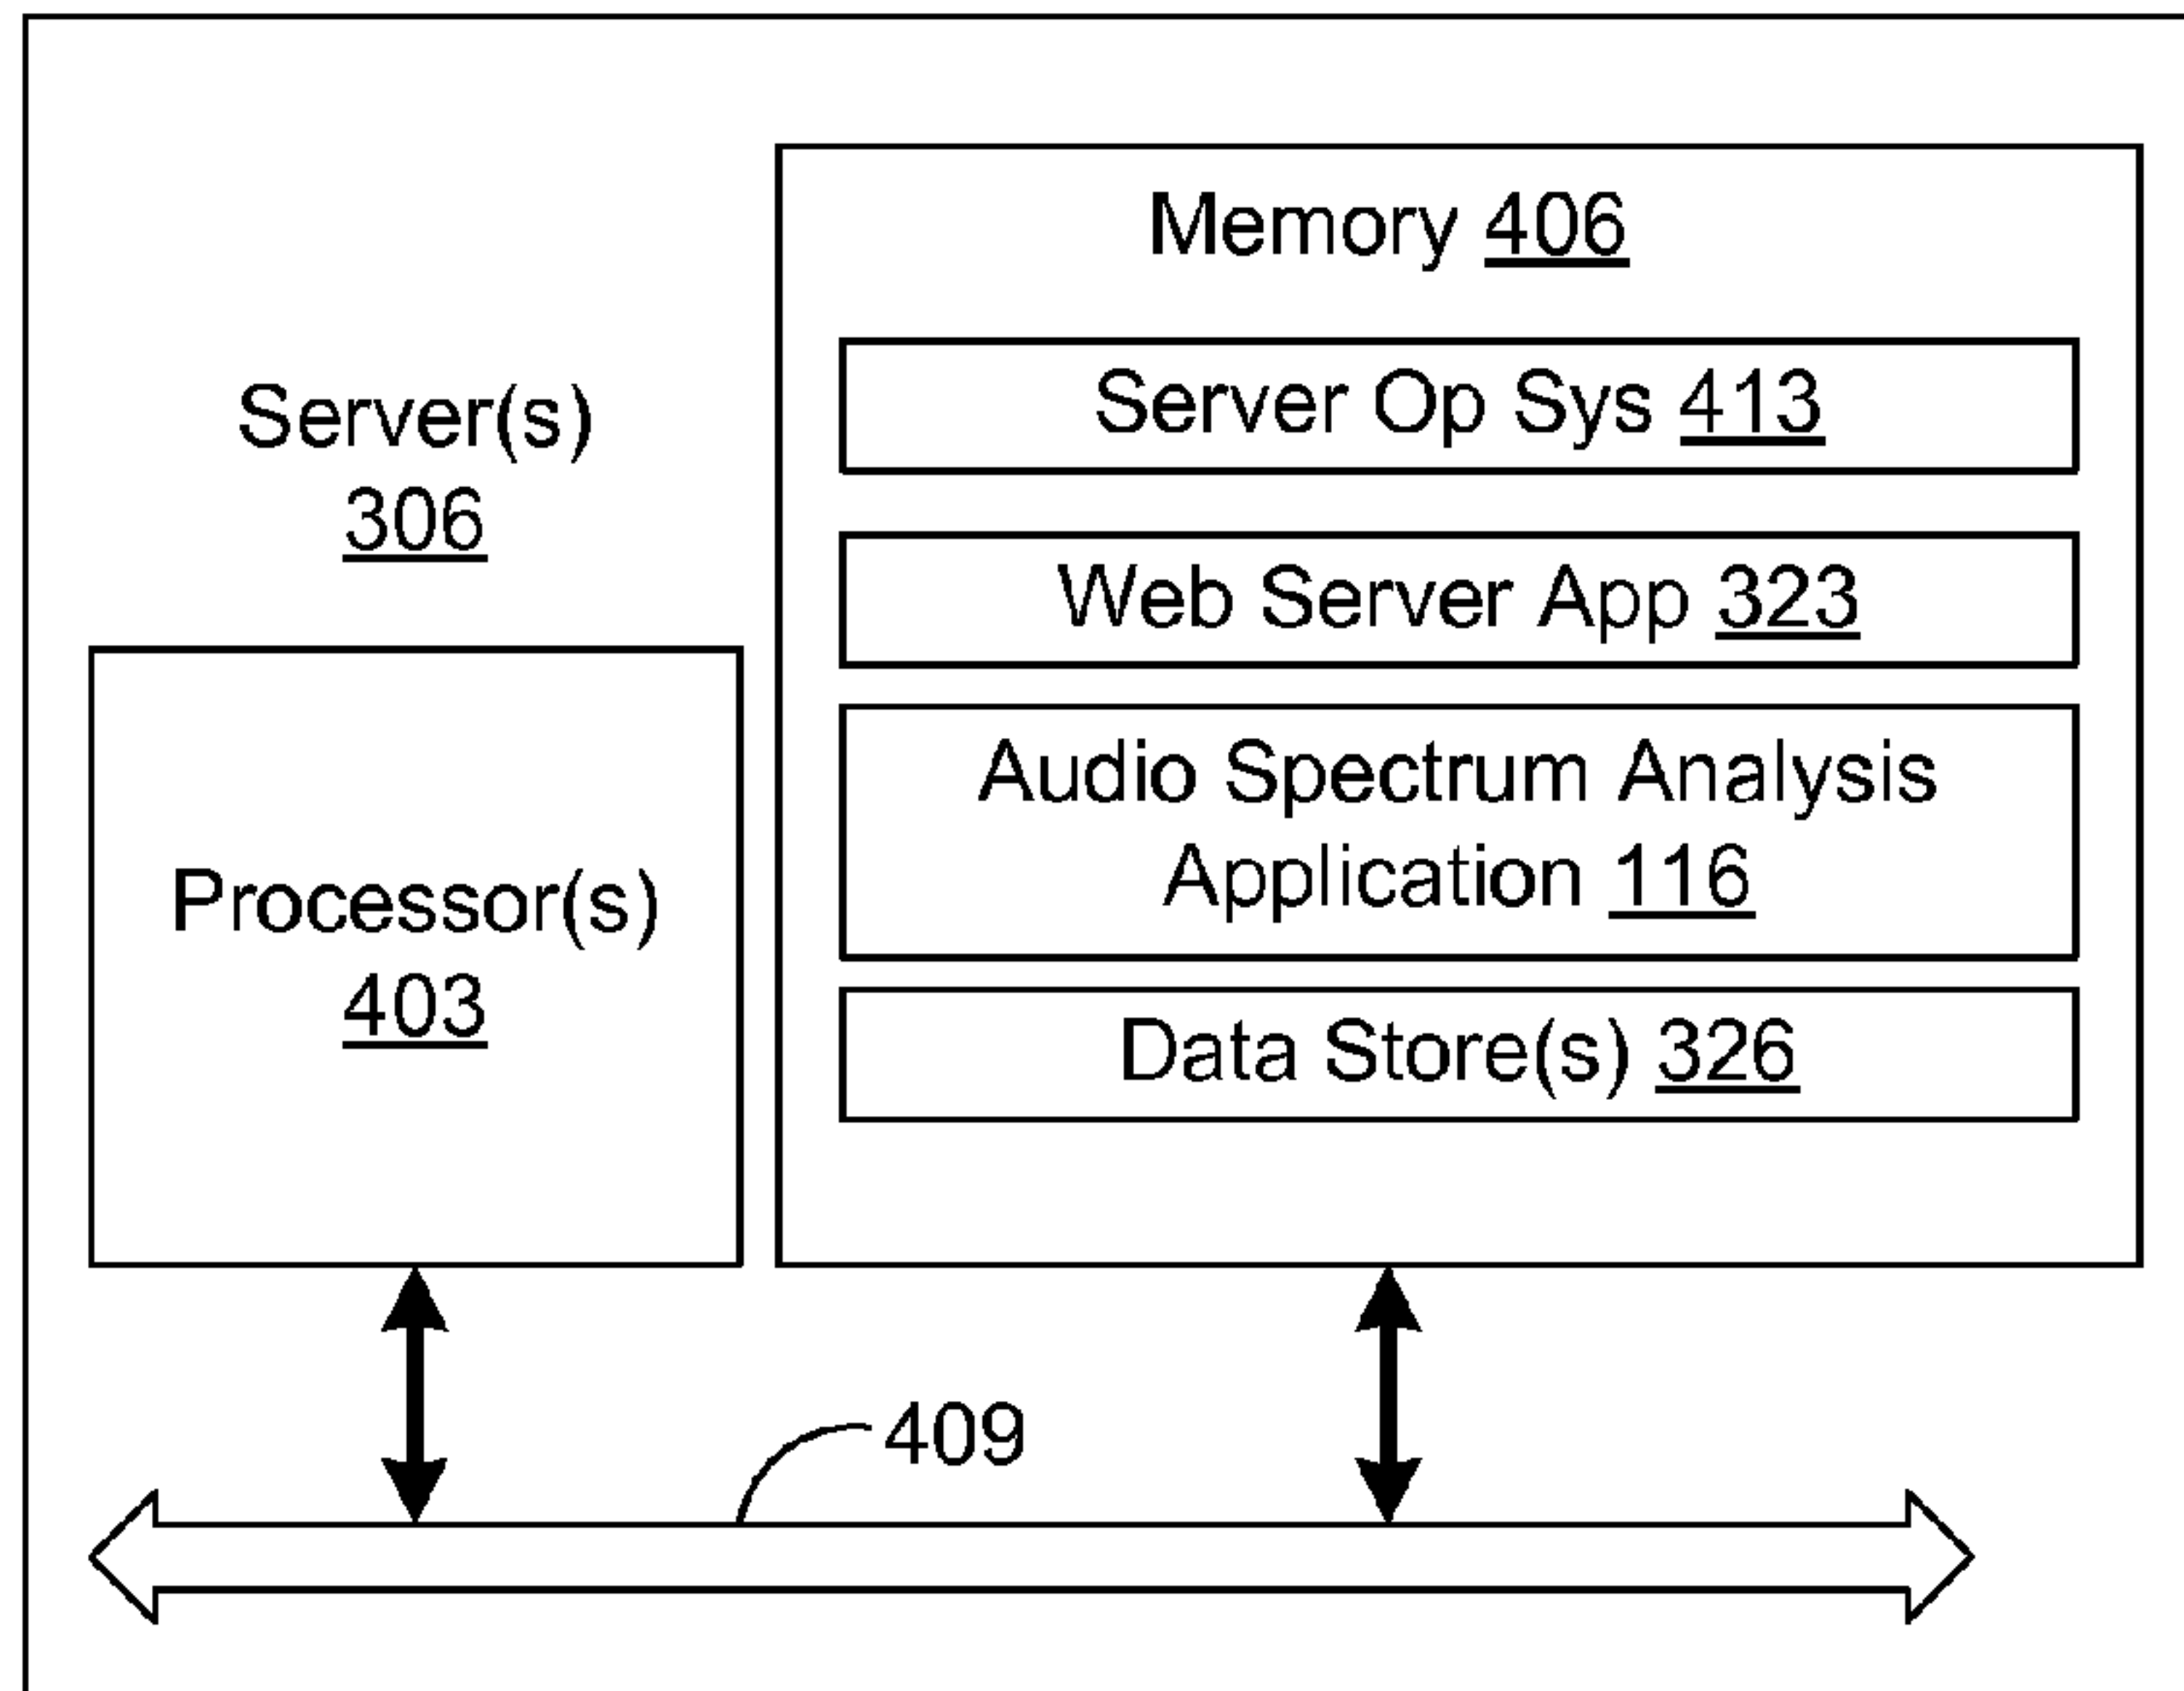 Server(s)
306
Processor(s)
403
Memory 406
Server Op Sys 413
Web Server App 323
Audio Spectrum Analysis
Application 116
Data Store(s) 326
409